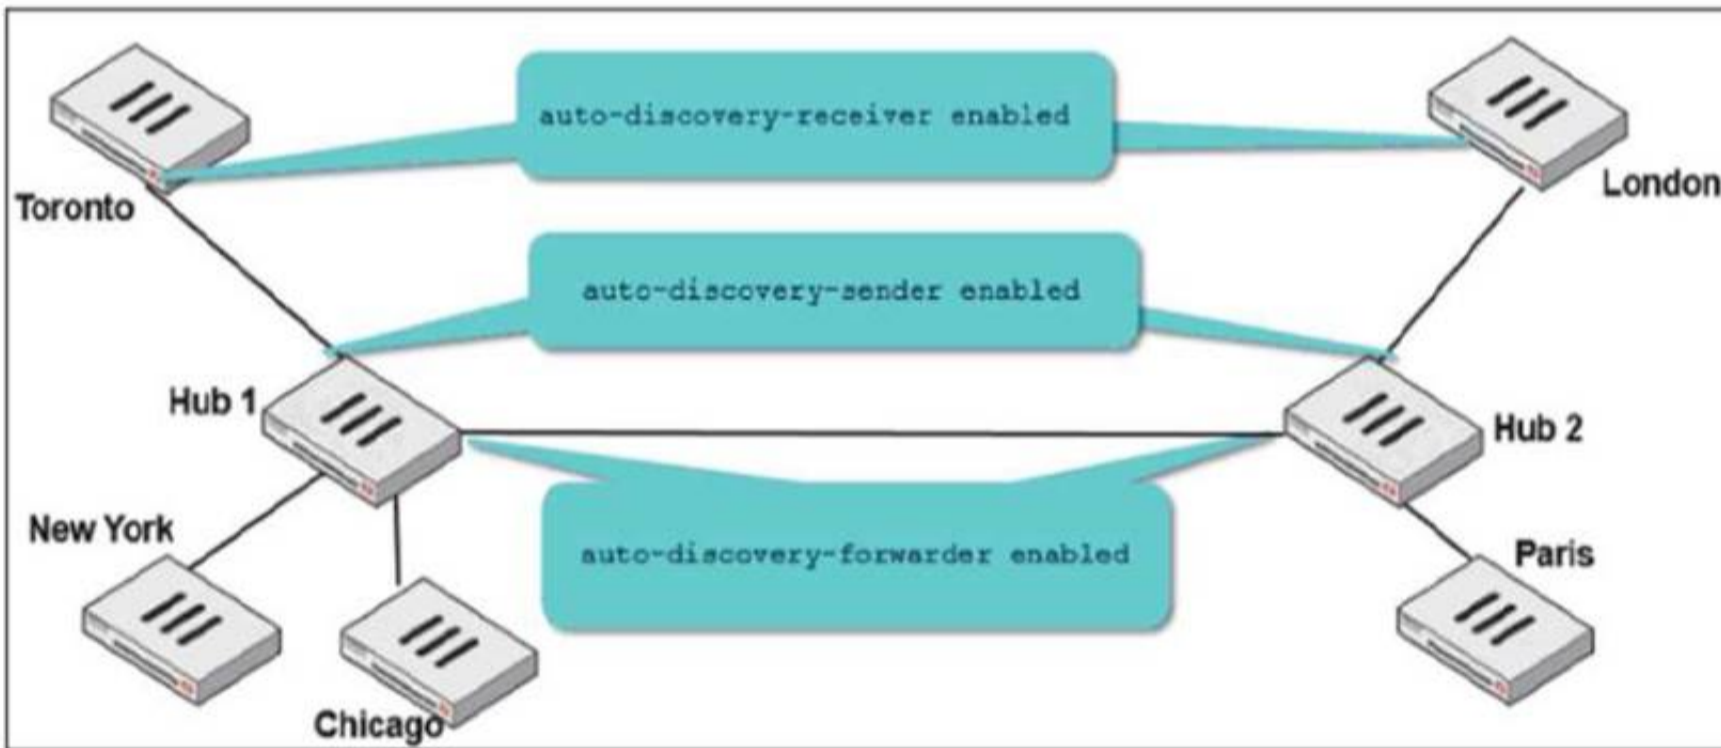 auto-discovery-receiver enabled
Toronto
London
auto-discovery-sender enabled
Hub 1
Hub 2
New York
auto-discovery-forwarder enabled
Paris
Chicago